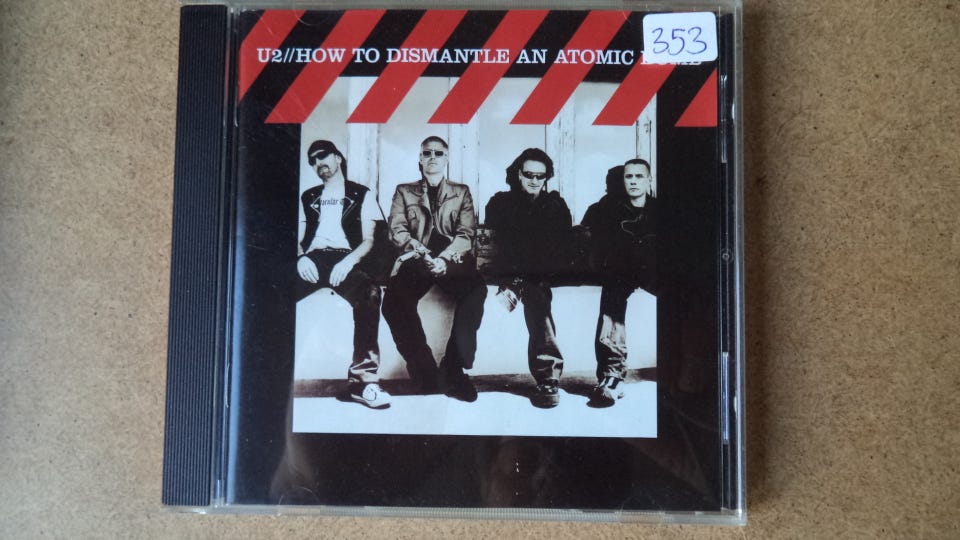 U2//HOW TO DISMANTLE AN ATOMIC
353